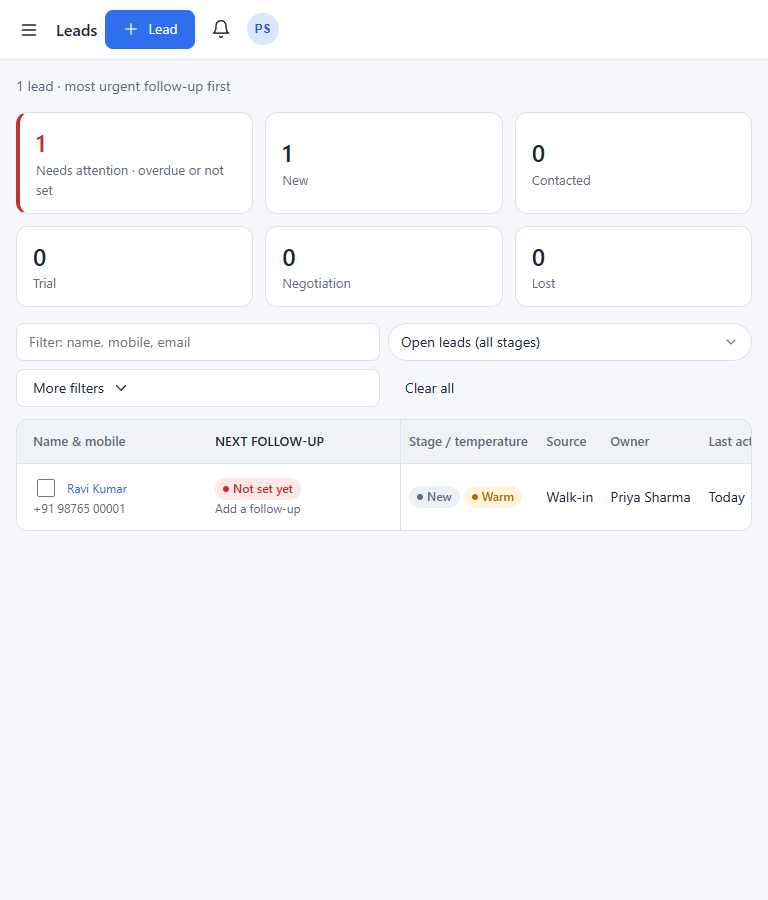 Leads
Lead
PS
1 lead · most urgent follow-up first
1
Needs attention · overdue or not
set
1
New
0
Contacted
0
Trial
0
Negotiation
0
Lost
Filter: name, mobile, email
Open leads (all stages)
More filters
Clear all
Name & mobile NEXT FOLLOW-UP Stage / temperature Source Owner Last act
Ravi Kumar
+91 98765 00001
Not set yet
Add a follow-up
New Warm Walk-in Priya Sharma Today